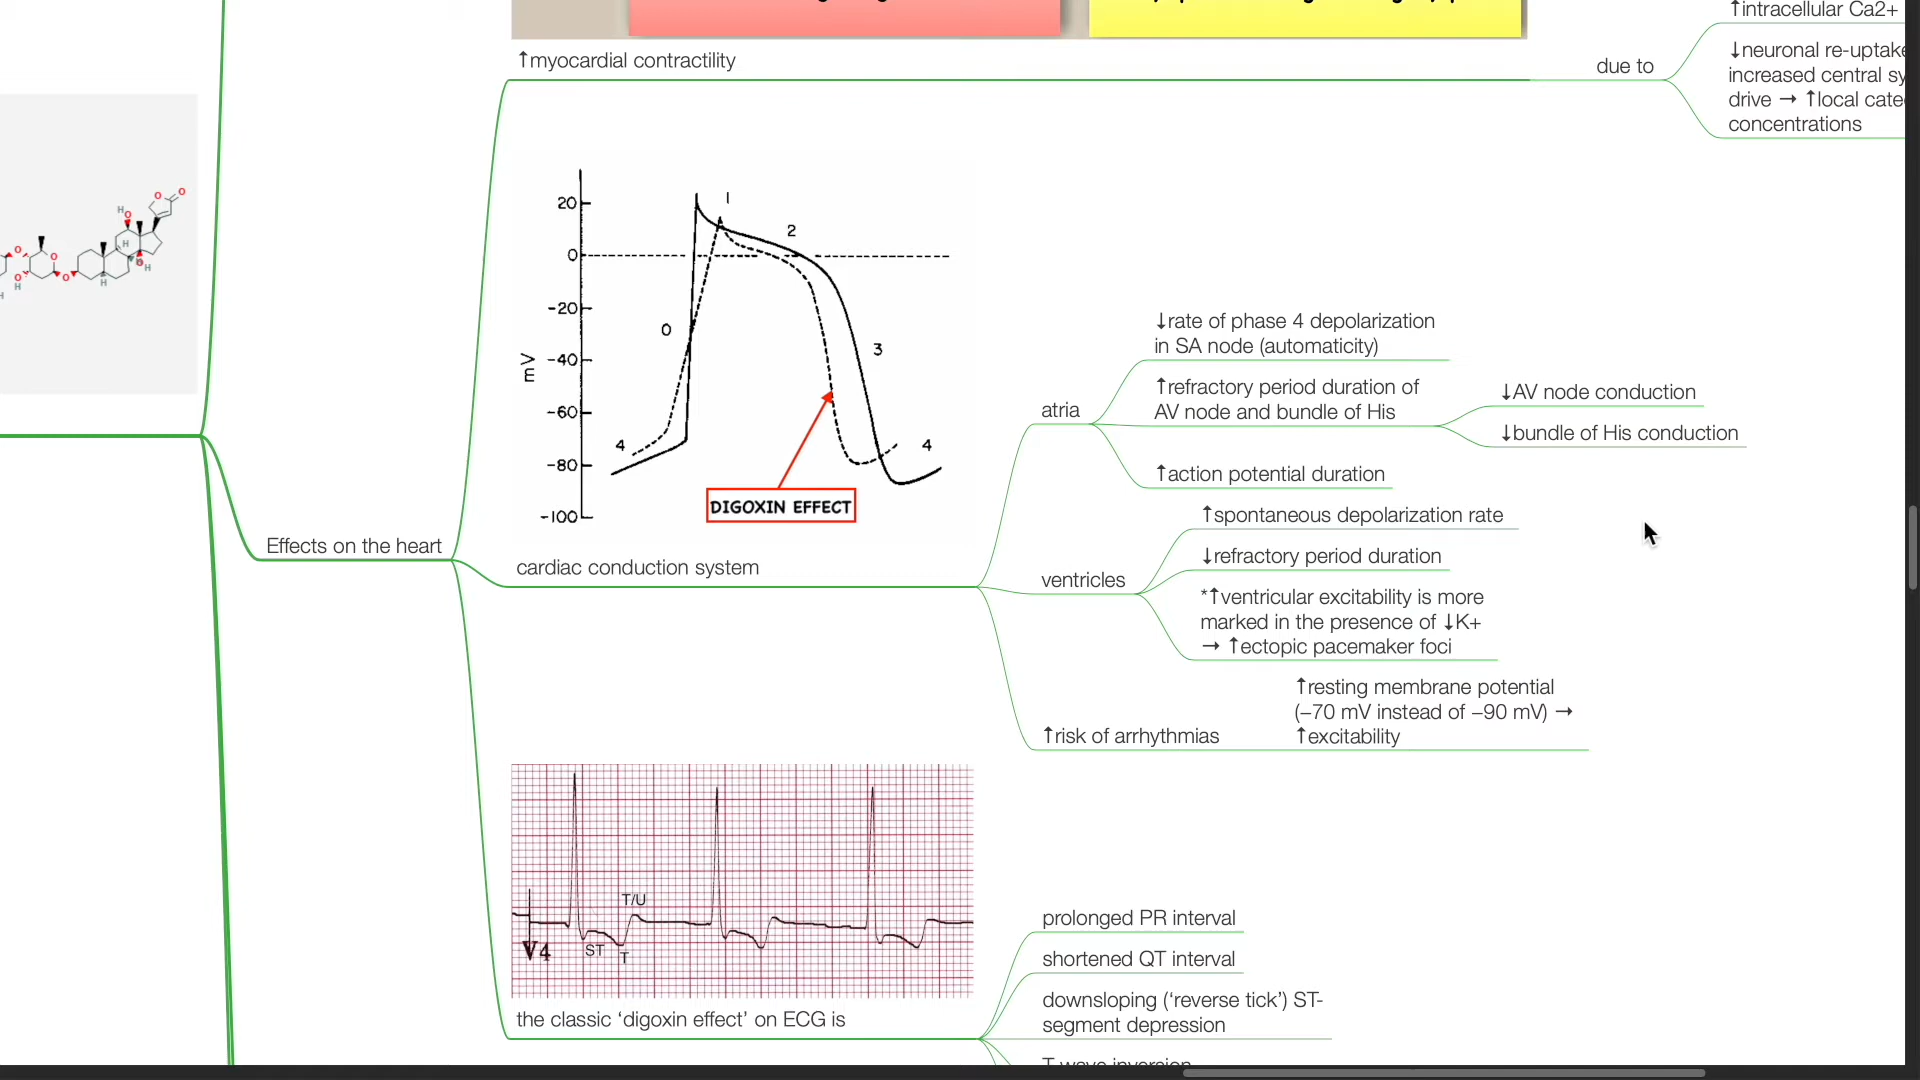 ↑intracellular Ca2+
↑myocardial contractility
due to
↓neuronal re-uptake
increased central
drive → ↑local
concentrations
20
0
-20
-40
-60
-80
-100
mV
0
1
2
3
4
4
DIGOXIN EFFECT
O
O
H
O
H
H
O
H
H
O
O
O
O
H
H
Effects on the heart
cardiac conduction system
atria
↓rate of phase 4 depolarization
in SA node (automaticity)
↑refractory period duration of
AV node and bundle of His
↓AV node conduction
↓bundle of His conduction
↑action potential duration
ventricles
↑spontaneous depolarization rate
↓refractory period duration
*↑ventricular excitability is more
marked in the presence of ↓K+
→ ↑ectopic pacemaker foci
↑risk of arrhythmias
↑resting membrane potential
(–70 mV instead of –90 mV) →
↑excitability
T/U
V4
ST
T
the classic ‘digoxin effect’ on ECG is
prolonged PR interval
shortened QT interval
downsloping (‘reverse tick’) ST-
segment depression
T wave inversion